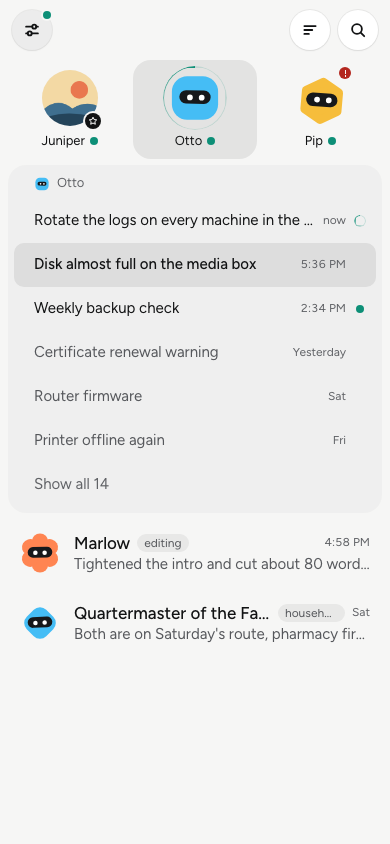 Juniper
Otto
Pip
Otto
Rotate the logs on every machine in the ... now
Disk almost full on the media box 5:36 PM
Weekly backup check 2:34 PM
Certificate renewal warning Yesterday
Router firmware Sat
Printer offline again Fri
Show all 14
Marlow editing 4:58 PM
Tightened the intro and cut about 80 word...
Quartermaster of the Fa... househ... Sat
Both are on Saturday's route, pharmacy fir...